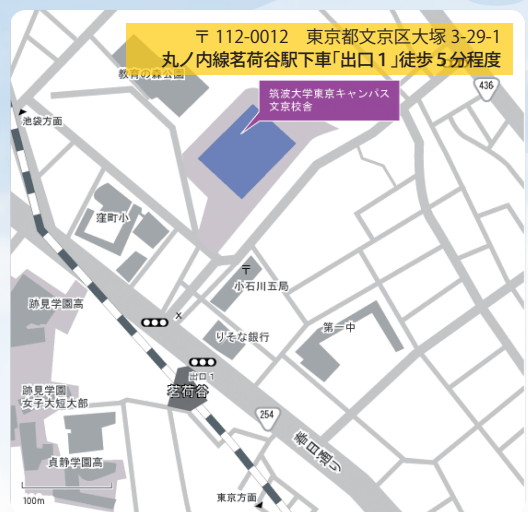 〒 112-0012　東京都文京区大塚 3-29-1
丸ノ内線茗荷谷駅下車「出口１」徒歩５分程度
教育の森公園
筑波大学東京キャンパス
文京校舎
436
池袋方面
窪町小
〒
小石川五局
跡見学園高
X
りそな銀行
第一中
出口１
茗荷谷
跡見学園
女子大短大部
254
春日通り
貞静学園高
100m
東京方面